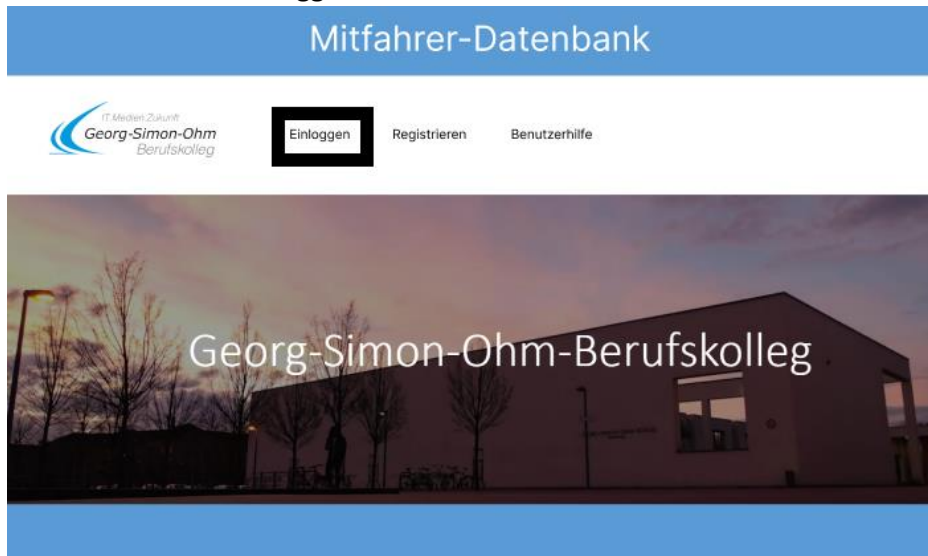 Mitfahrer-Datenbank
IT.Medien.Zukunft
Georg-Simon-Ohm
Berufskolleg
Einloggen
Registrieren
Benutzerhilfe
Georg-Simon-Ohm-Berufskolleg